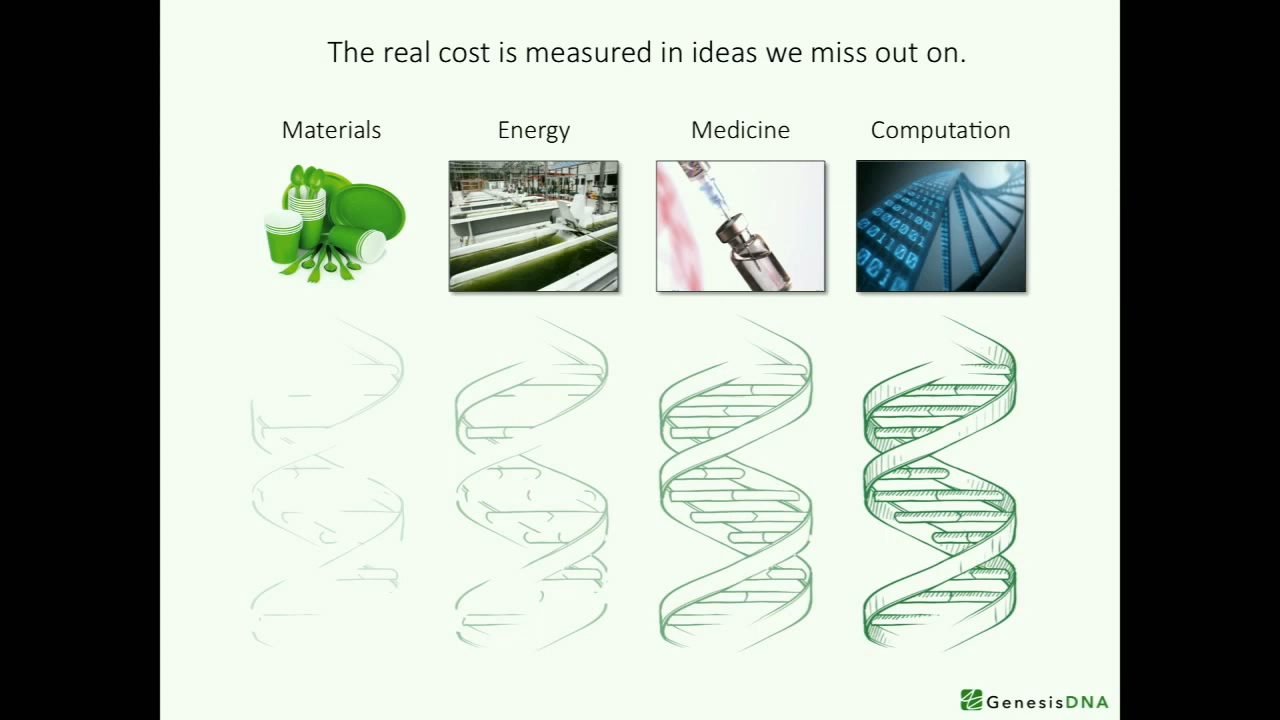 The real cost is measured in ideas we miss out on.
Materials
Energy
Medicine
Computation
GenesisDNA